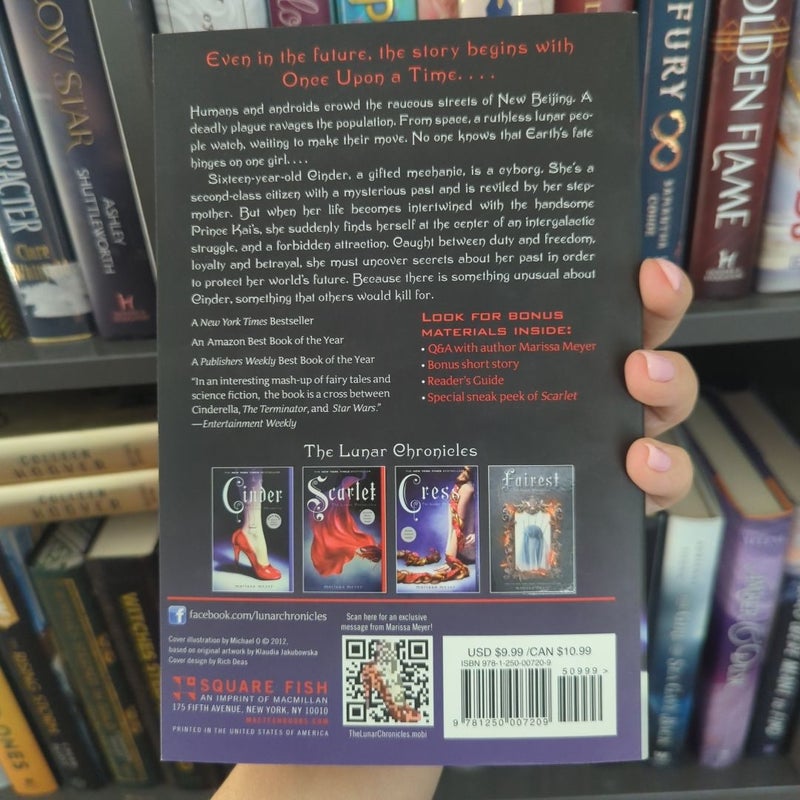 LOW STAR
ASHLEY
SHUTTLEWORTH
CHARACTER
FURY
GOLDEN FLAME
COLLEEN
HOOVER
COLLEEN
HOOVER
Even in the future, the story begins with
Once Upon a Time. . . .
Humans and androids crowd the raucous streets of New Beijing. A
deadly plague ravages the population. From space, a ruthless lunar peo-
ple watch, waiting to make their move. No one knows that Earth's fate
hinges on one girl. . . .
Sixteen-year-old Cinder, a gifted mechanic, is a cyborg. She's a
second-class citizen with a mysterious past and is reviled by her step-
mother. But when her life becomes intertwined with the handsome
Prince Kai's, she suddenly finds herself at the center of an intergalactic
struggle, and a forbidden attraction. Caught between duty and freedom,
loyalty and betrayal, she must uncover secrets about her past in order
to protect her world's future. Because there is something unusual about
Cinder, something that others would kill for.
A New York Times Bestseller
An Amazon Best Book of the Year
A Publishers Weekly Best Book of the Year
"In an interesting mash-up of fairy tales and
science fiction, the book is a cross between
Cinderella, The Terminator, and Star Wars."
—Entertainment Weekly
LOOK FOR BONUS
MATERIALS INSIDE:
• Q&A with author Marissa Meyer
• Bonus short story
• Reader's Guide
• Special sneak peek of Scarlet
The Lunar Chronicles
Cinder
marissa meyer
Scarlet
marissa meyer
Cress
marissa meyer
Fairest
facebook.com/lunarchronicles
Cover illustration by Michael O © 2012,
based on original artwork by Klaudia Jakubowska
Cover design by Rich Deas
SQUARE FISH
AN IMPRINT OF MACMILLAN
175 FIFTH AVENUE, NEW YORK, NY 10010
MACTEENBOOKS.COM
PRINTED IN THE UNITED STATES OF AMERICA
Scan here for an exclusive
message from Marissa Meyer!
TheLunarChronicles.mobi
USD $9.99 /CAN $10.99
ISBN 978-1-250-00720-9
50999 >
9 781250 007209